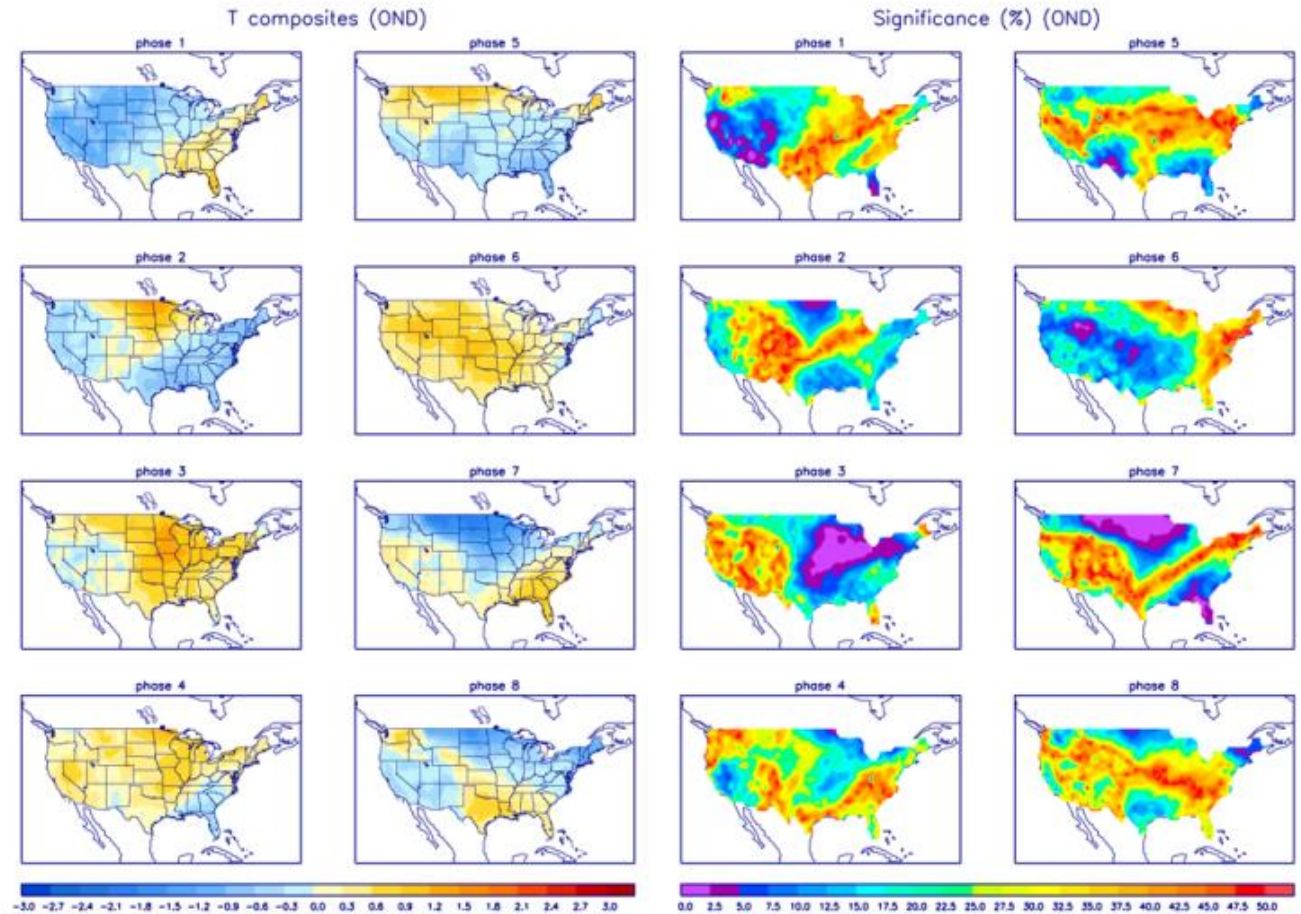 T composites (OND)
Significance (%) (OND)
phase 1
phase 5
phase 1
phase 5
phase 2
phase 6
phase 2
phase 6
phase 3
phase 7
phase 3
phase 7
phase 4
phase 8
phase 4
phase 8
-3.0 -2.7 -2.4 -2.1 -1.8 -1.5 -1.2 -0.9 -0.6 -0.3 0.0 0.3 0.6 0.9 1.2 1.5 1.8 2.1 2.4 2.7 3.0
0.0 2.5 5.0 7.5 10.0 12.5 15.0 17.5 20.0 22.5 25.0 27.5 30.0 32.5 35.0 37.5 40.0 42.5 45.0 47.5 50.0